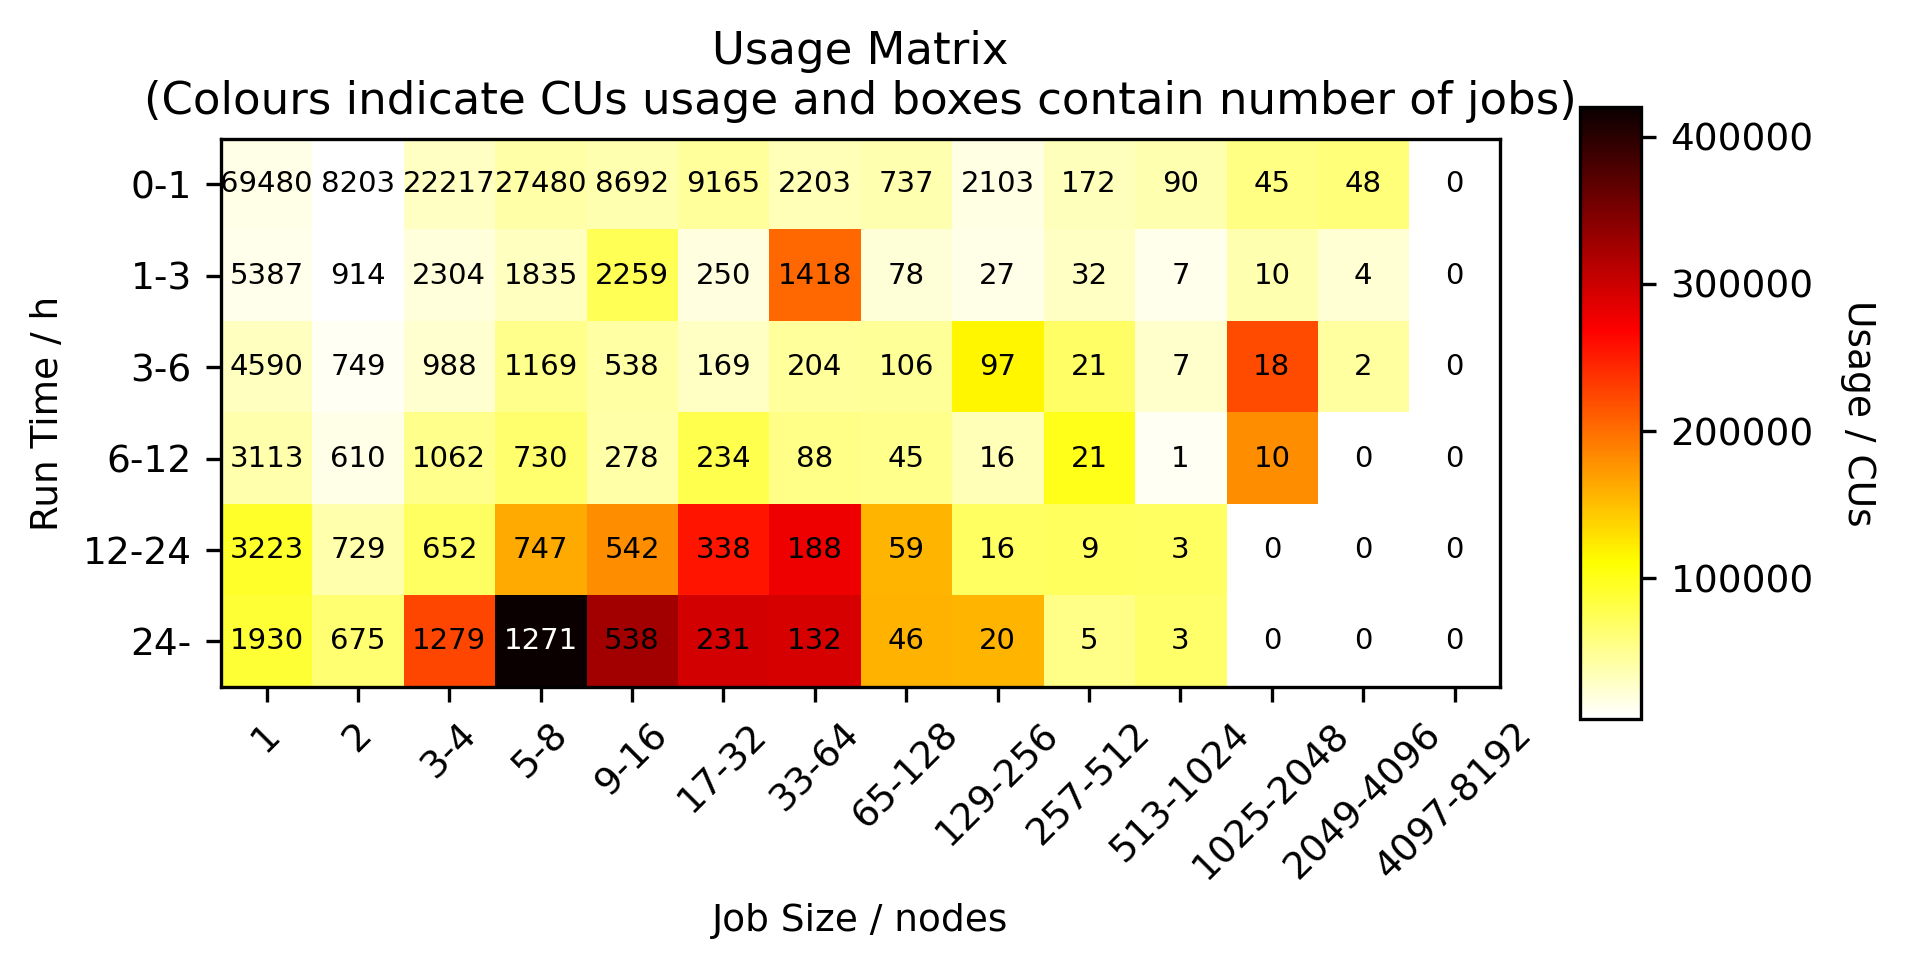 Usage Matrix
(Colours indicate CUs usage and boxes contain number of jobs)
0-1 69480 8203 22217 27480 8692 9165 2203 737 2103 172 90 45 48 0
1-3 5387 914 2304 1835 2259 250 1418 78 27 32 7 10 4 0
3-6 4590 749 988 1169 538 169 204 106 97 21 7 18 2 0
6-12 3113 610 1062 730 278 234 88 45 16 21 1 10 0 0
12-24 3223 729 652 747 542 338 188 59 16 9 3 0 0 0
24- 1930 675 1279 1271 538 231 132 46 20 5 3 0 0 0
Run Time / h
1 2 3-4 5-8 9-16 17-32 33-64 65-128 129-256 257-512 513-1024 1025-2048 2049-4096 4097-8192
Job Size / nodes
400000
300000
200000
100000
Usage / CUs